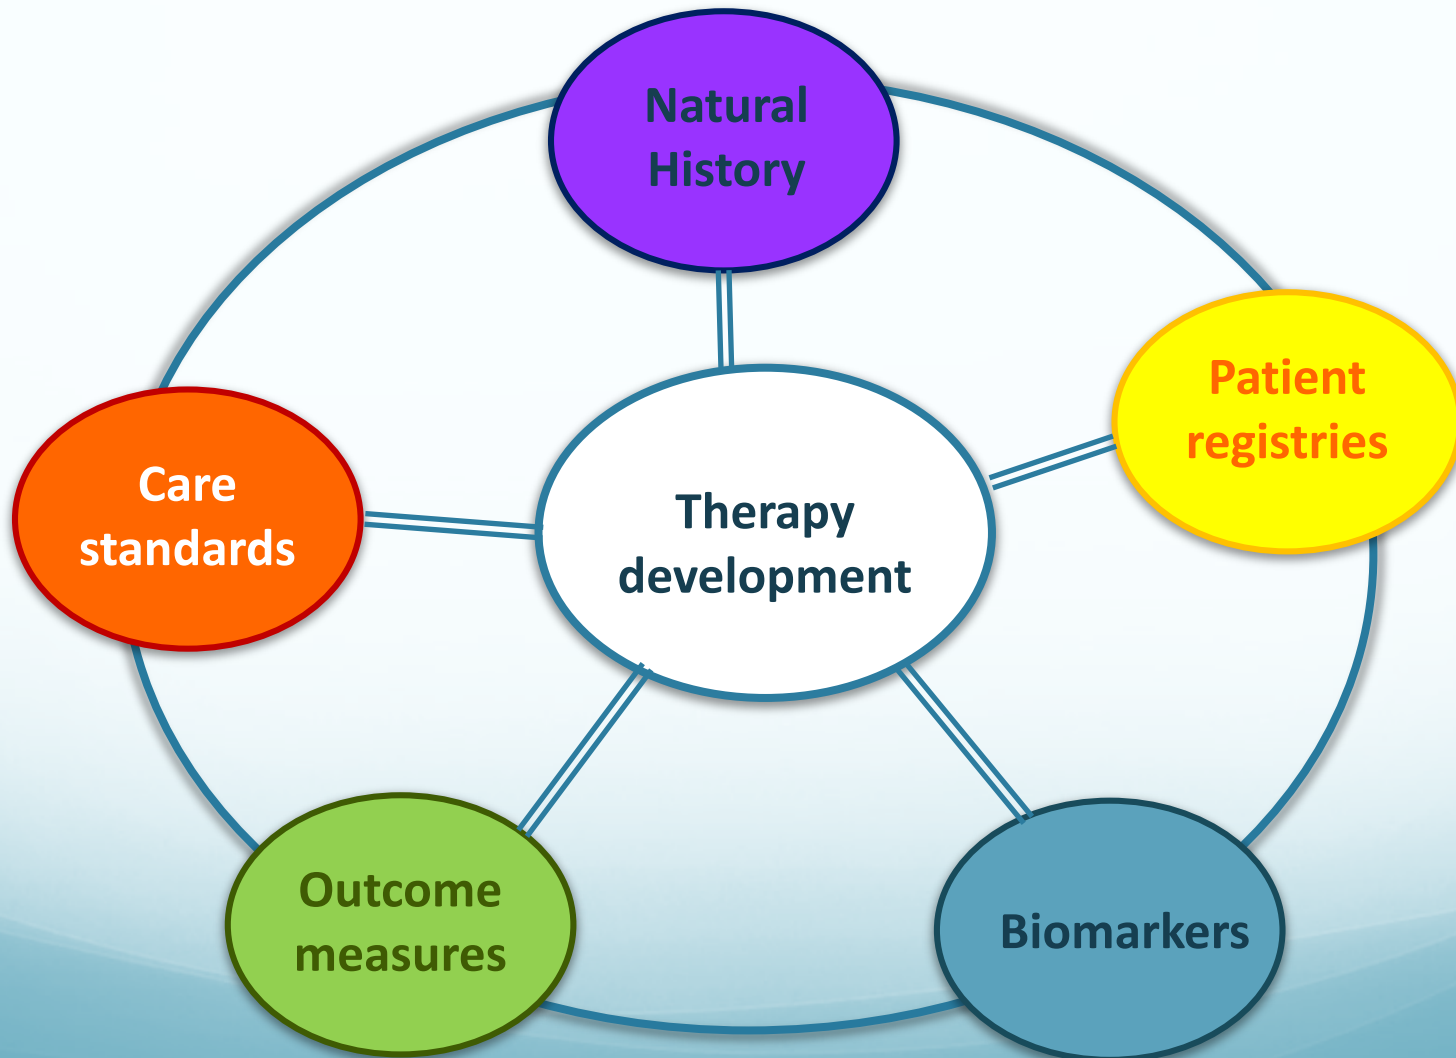 Natural
History
Patient
registries
Care
standards
Therapy
development
Outcome
measures
Biomarkers